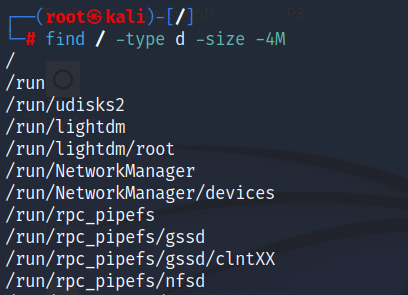 ┌──(root㉿kali)-[/]
└─# find / -type d -size -4M
/
/run
/run/udisks2
/run/lightdm
/run/lightdm/root
/run/NetworkManager
/run/NetworkManager/devices
/run/rpc_pipefs
/run/rpc_pipefs/gssd
/run/rpc_pipefs/gssd/clntXX
/run/rpc_pipefs/nfsd